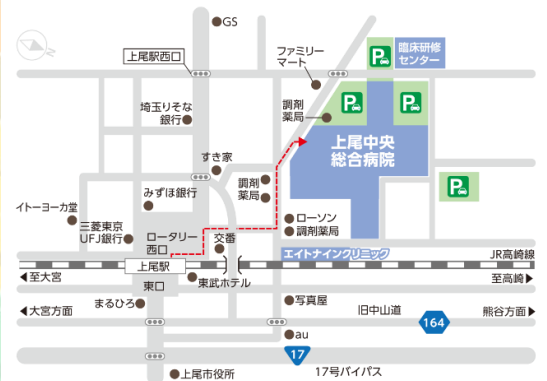 GS
上尾駅西口
ファミリー
マート
臨床研修
センター
P
P
P
調剤
薬局
埼玉りそな
銀行
上尾中央
総合病院
すき家
P
みずほ銀行
調剤
薬局
イトーヨーカ堂
三菱東京
UFJ銀行
ロータリー
西口
交番
ローソン
調剤薬局
エイトナインクリニック
JR高崎線
上尾駅
至大宮
東口
東武ホテル
至高崎
大宮方面
まるひろ
写真屋
旧中山道
164
熊谷方面
au
17
17号バイパス
上尾市役所